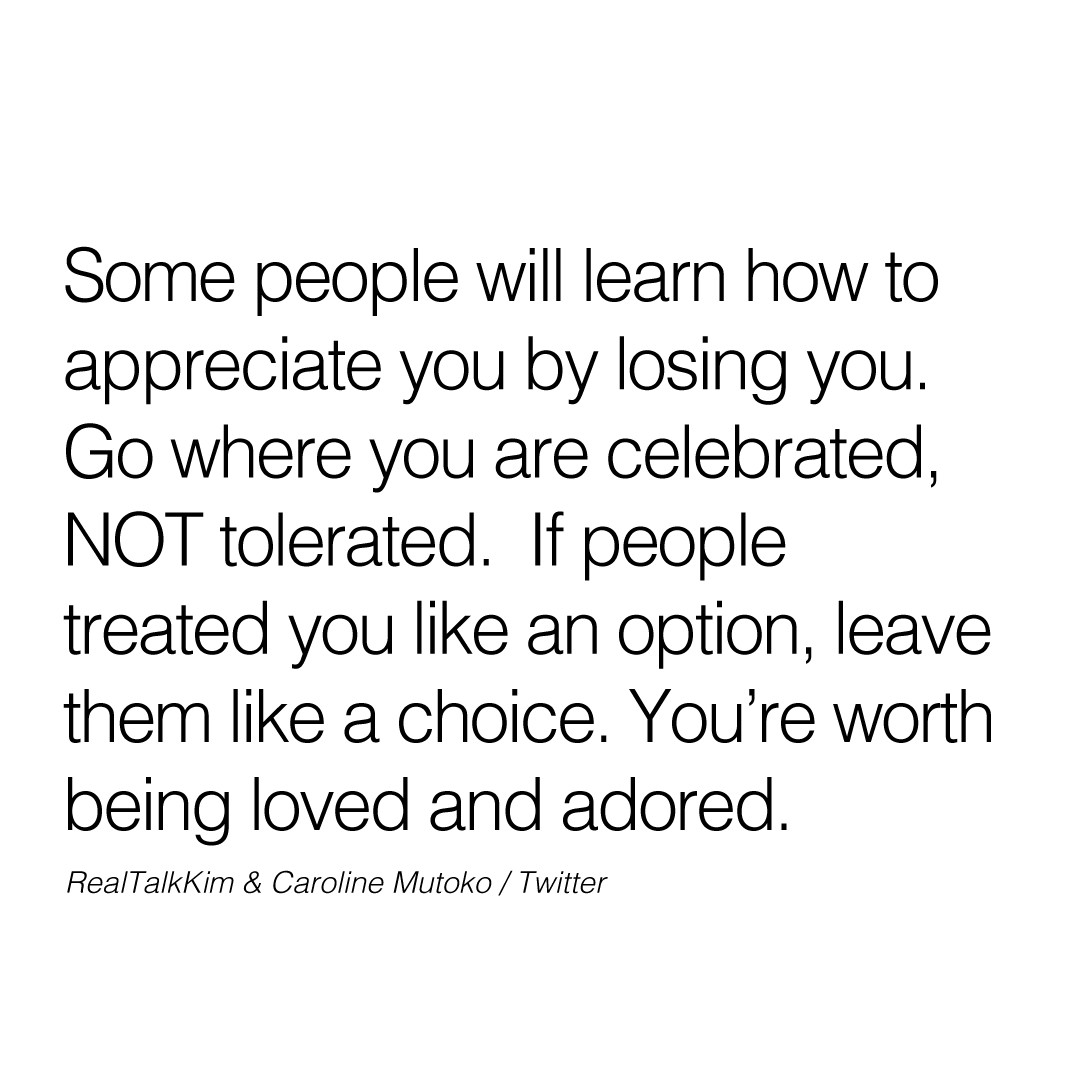 Some people will learn how to
appreciate you by losing you.
Go where you are celebrated,
NOT tolerated.  If people
treated you like an option, leave
them like a choice. You’re worth
being loved and adored.
RealTalkKim & Caroline Mutoko / Twitter